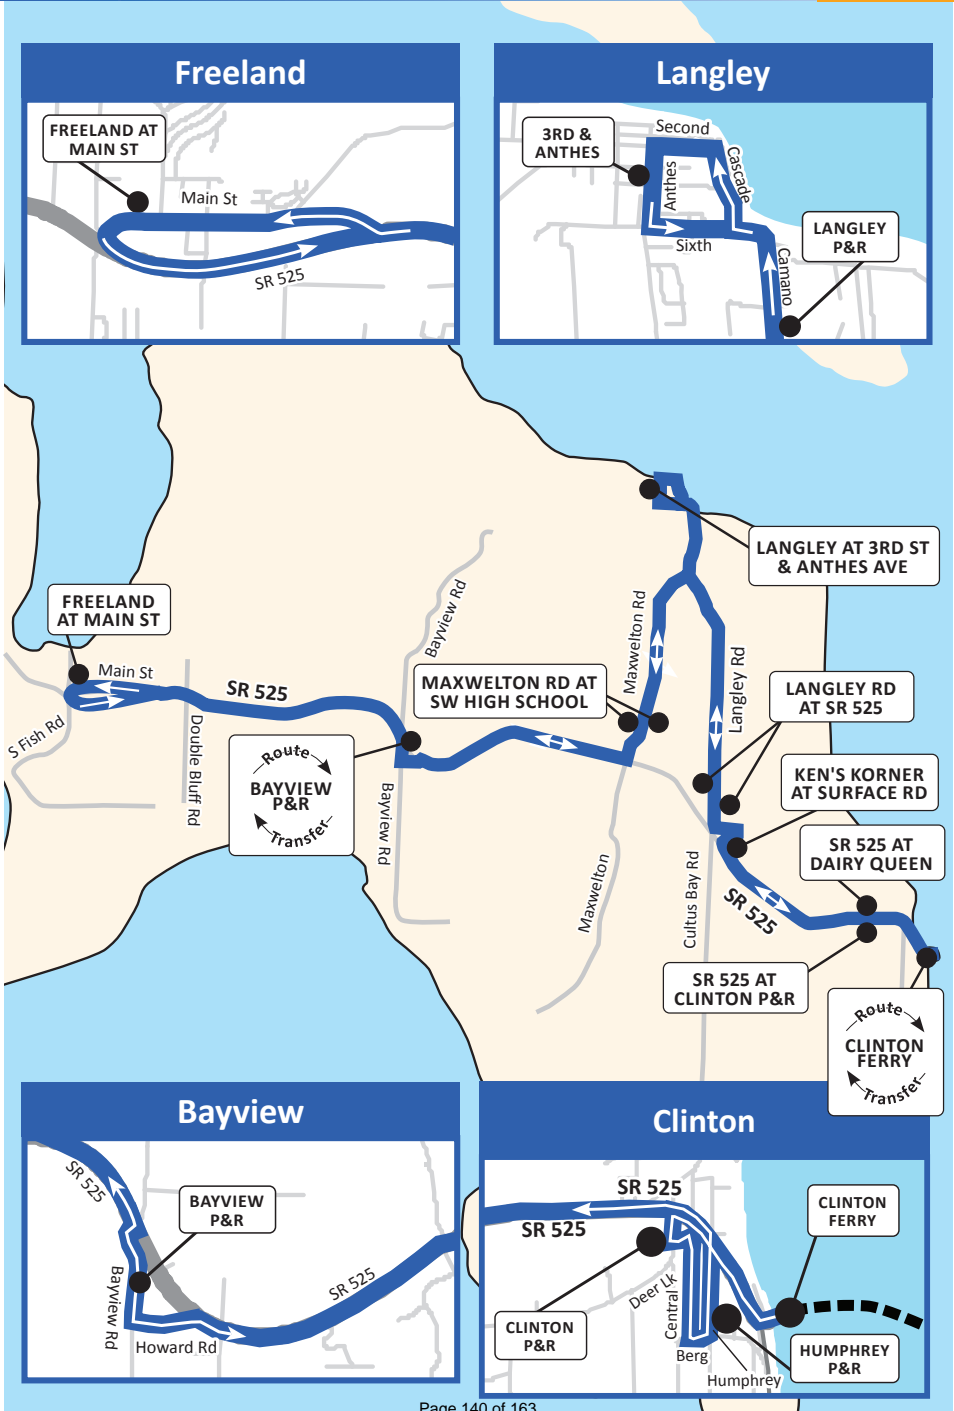 Freeland
FREELAND AT
MAIN ST
Main St
SR 525
Langley
3RD &
ANTHES
Second
Cascade
Anthes
Sixth
Camano
LANGLEY
P&R
LANGLEY AT 3RD ST
& ANTHES AVE
FREELAND
AT MAIN ST
Main St
SR 525
S Fish Rd
Double Bluff Rd
Bayview Rd
Route
BAYVIEW
P&R
Transfer
Bayview Rd
MAXWELTON RD AT
SW HIGH SCHOOL
Maxwelton Rd
Langley Rd
LANGLEY RD
AT SR 525
KEN'S KORNER
AT SURFACE RD
SR 525 AT
DAIRY QUEEN
Maxwelton
Cultus Bay Rd
SR 525
SR 525 AT
CLINTON P&R
Route
CLINTON
FERRY
Transfer
Bayview
SR 525
BAYVIEW
P&R
Bayview Rd
Howard Rd
SR 525
Clinton
SR 525
SR 525
CLINTON
FERRY
Deer Lk
Central
CLINTON
P&R
Berg
Humphrey
HUMPHREY
P&R
Page 140 of 163